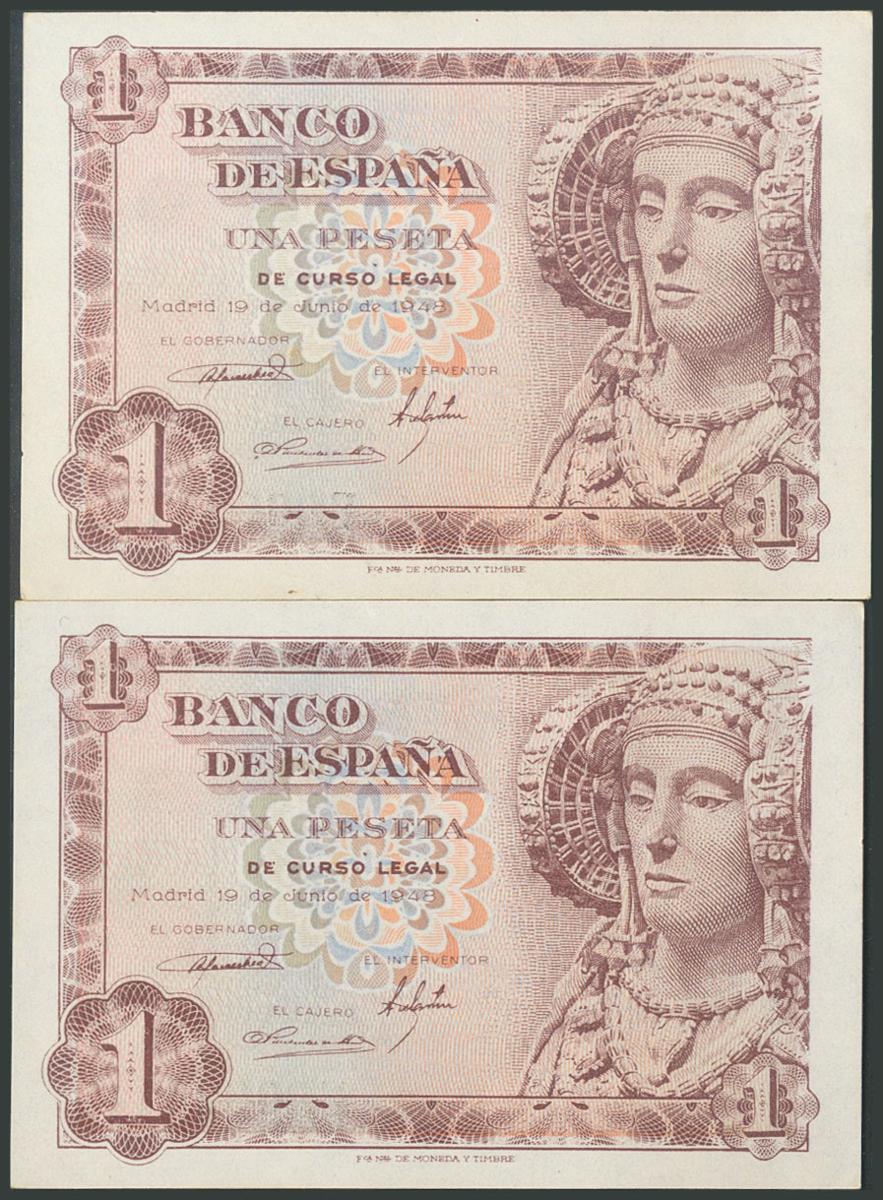 1
BANCO
DE ESPAÑA
UNA PESETA
DE CURSO LEGAL
Madrid 19 de Junio de 1948
EL GOBERNADOR
EL INTERVENTOR
EL CAJERO
1
1
Fca. Nal. DE MONEDA Y TIMBRE
1
BANCO
DE ESPAÑA
UNA PESETA
DE CURSO LEGAL
Madrid 19 de Junio de 1948
EL GOBERNADOR
EL INTERVENTOR
EL CAJERO
1
1
Fca. Nal. DE MONEDA Y TIMBRE